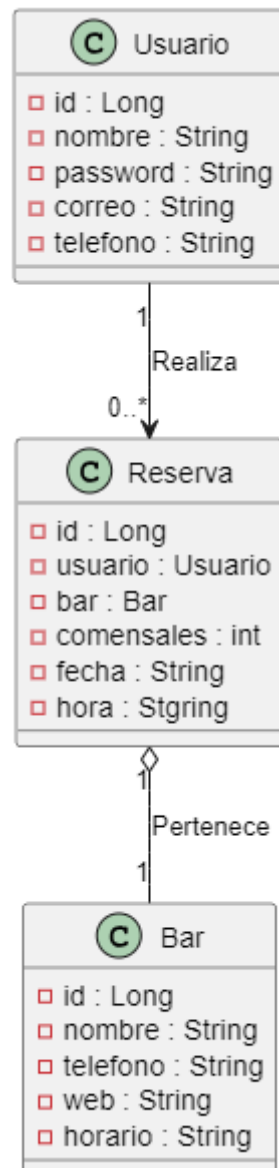 C Usuario
id : Long
nombre : String
password : String
correo : String
telefono : String
1
Realiza
0..*
C Reserva
id : Long
usuario : Usuario
bar : Bar
comensales : int
fecha : String
hora : Stgring
1
Pertenece
1
C Bar
id : Long
nombre : String
telefono : String
web : String
horario : String